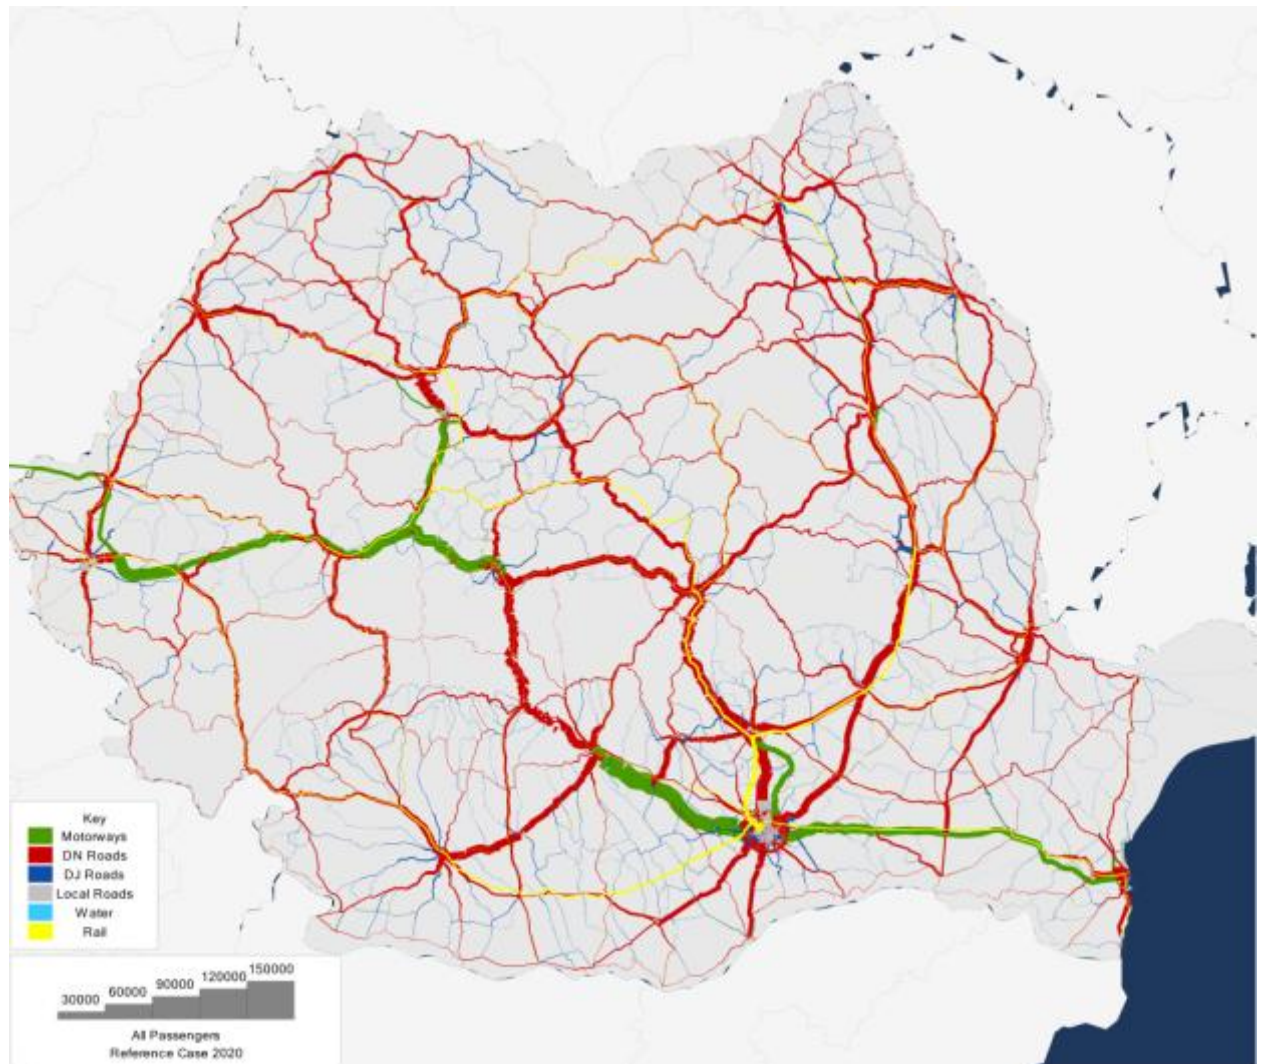 Key
Motorways
DN Roads
DJ Roads
Local Roads
Water
Rail
30000 60000 90000 120000 150000
All Passengers
Reference Case 2020